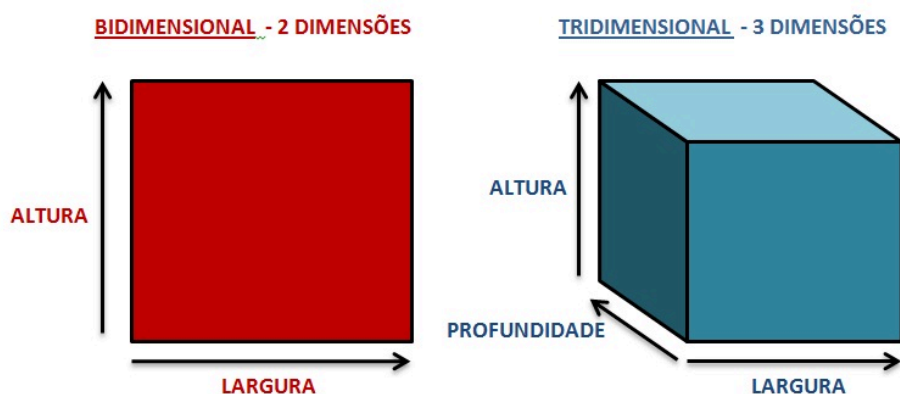 BIDIMENSIONAL - 2 DIMENSÕES
ALTURA
LARGURA
TRIDIMENSIONAL - 3 DIMENSÕES
ALTURA
PROFUNDIDADE
LARGURA